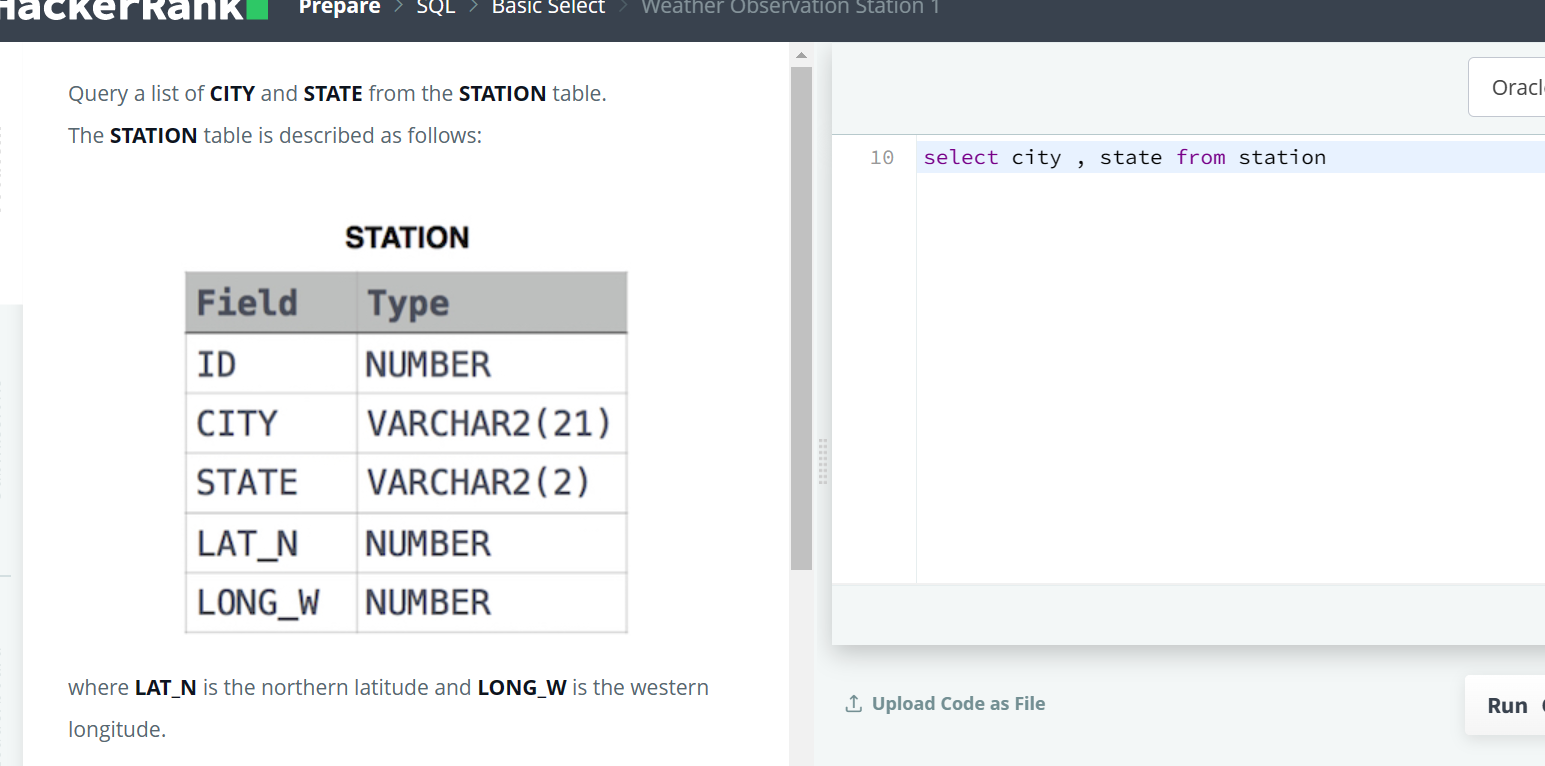 HackerRank Prepare > SQL > Basic Select > Weather Observation Station 1
Query a list of CITY and STATE from the STATION table.
The STATION table is described as follows:
STATION
Field Type
ID NUMBER
CITY VARCHAR2(21)
STATE VARCHAR2(2)
LAT_N NUMBER
LONG_W NUMBER
where LAT_N is the northern latitude and LONG_W is the western
longitude.
Oracl
10 select city , state from station
Upload Code as File
Run